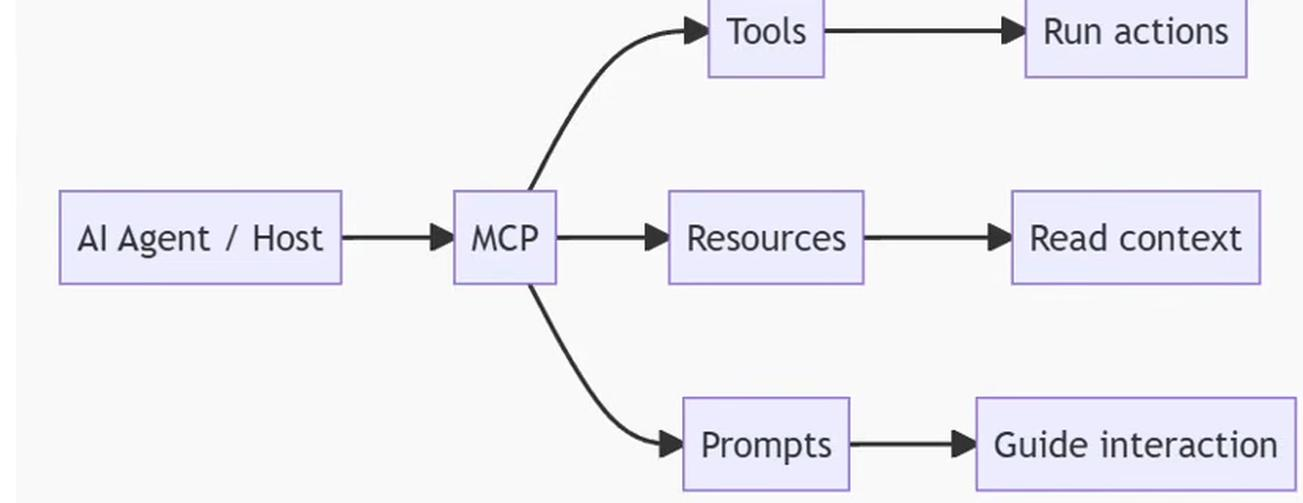 Tools
Run actions
AI Agent / Host
MCP
Resources
Read context
Prompts
Guide interaction